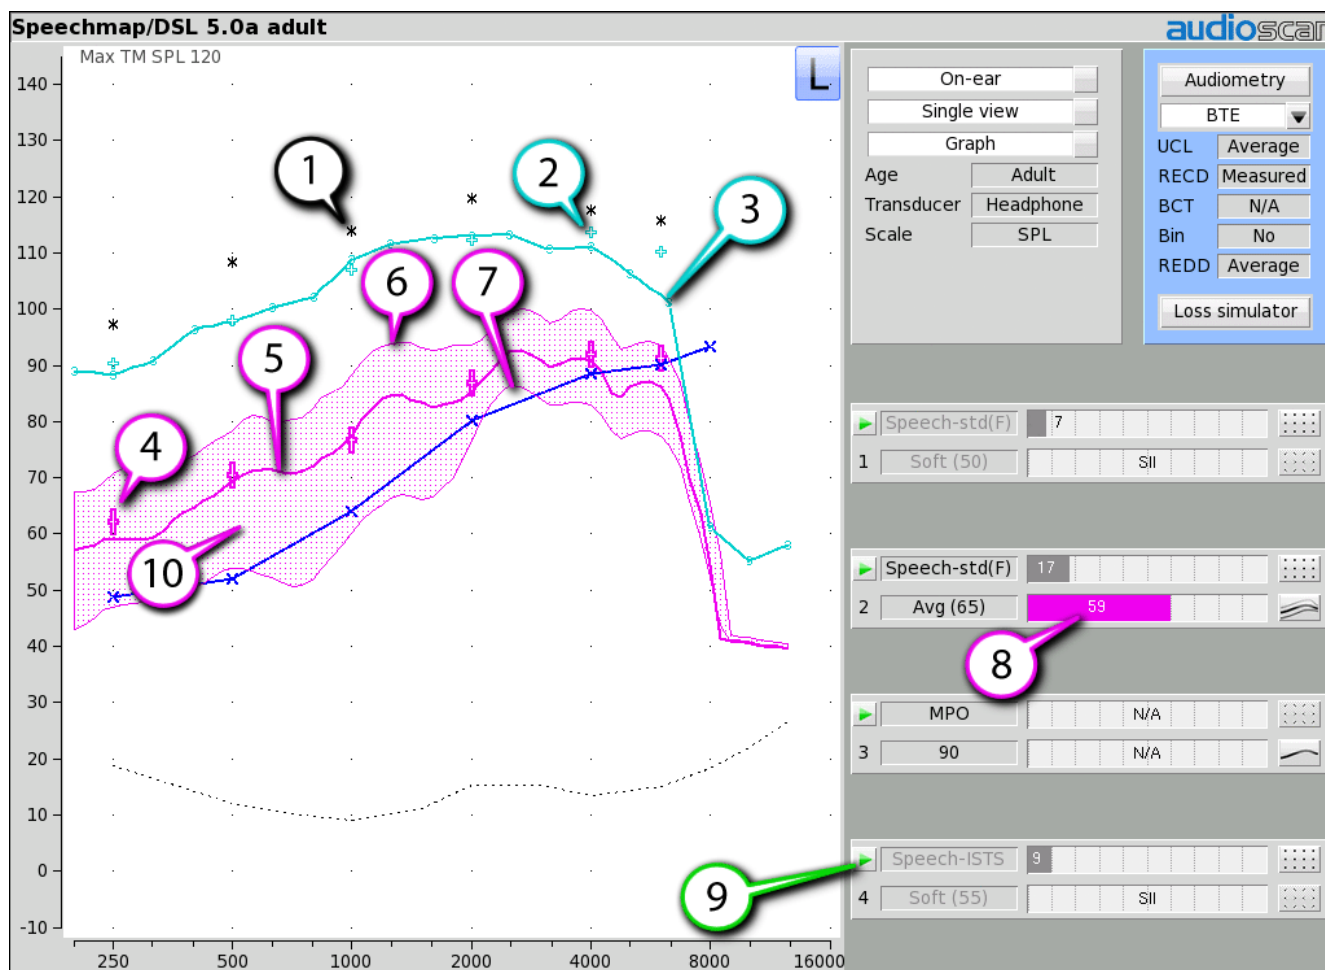 Speechmap/DSL 5.0a adult
audioscan
Max TM SPL 120
L
140
130
120
110
100
90
80
70
60
50
40
30
20
10
0
-10
250
500
1000
2000
4000
8000
16000
1
2
3
4
5
6
7
8
9
10
On-ear
Single view
Graph
Age Adult
Transducer Headphone
Scale SPL
Audiometry
BTE
UCL Average
RECD Measured
BCT N/A
Bin No
REDD Average
Loss simulator
Speech-std(F) 7
1 Soft (50) SII
Speech-std(F) 17
2 Avg (65) 59
MPO N/A
3 90 N/A
Speech-ISTS 9
4 Soft (55) SII